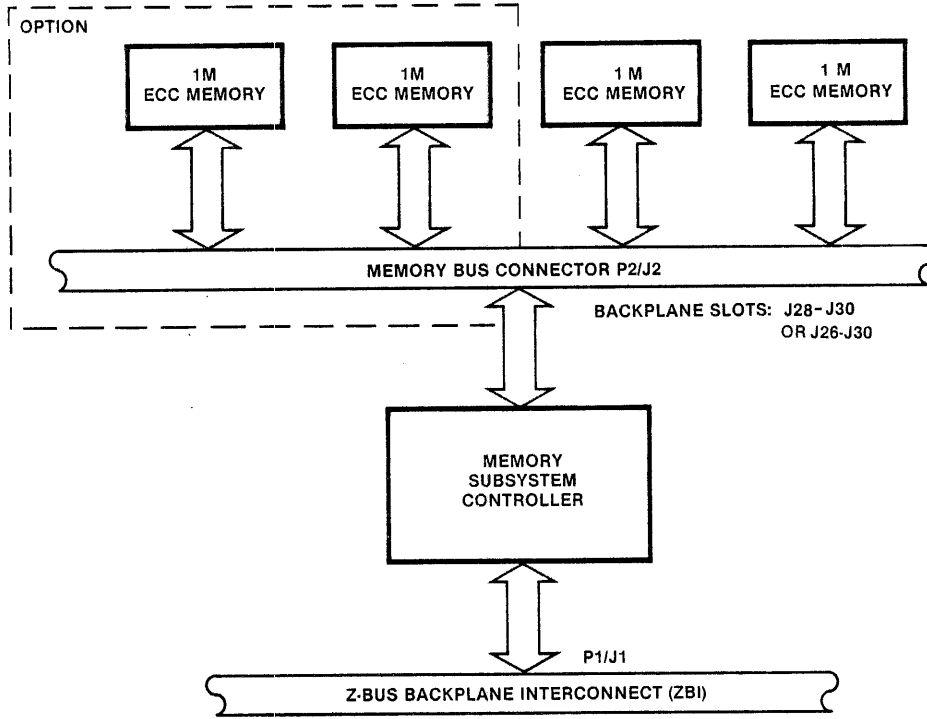 OPTION
1M
ECC MEMORY
1M
ECC MEMORY
1 M
ECC MEMORY
1 M
ECC MEMORY
MEMORY BUS CONNECTOR P2/J2
BACKPLANE SLOTS: J28-J30
OR J26-J30
MEMORY
SUBSYSTEM
CONTROLLER
P1/J1
Z-BUS BACKPLANE INTERCONNECT (ZBI)